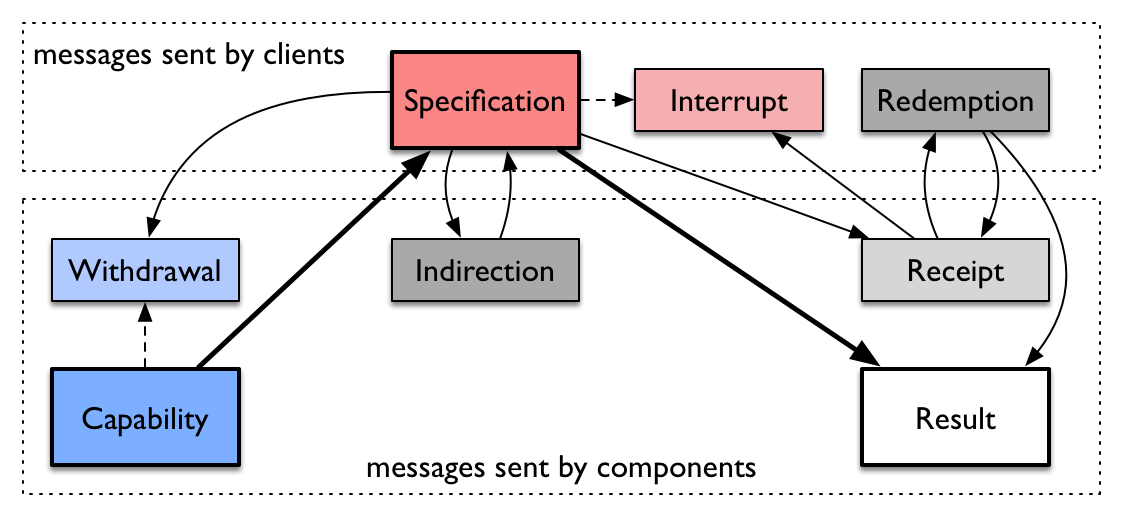 messages sent by clients
Specification
Interrupt
Redemption
Withdrawal
Indirection
Receipt
Capability
Result
messages sent by components